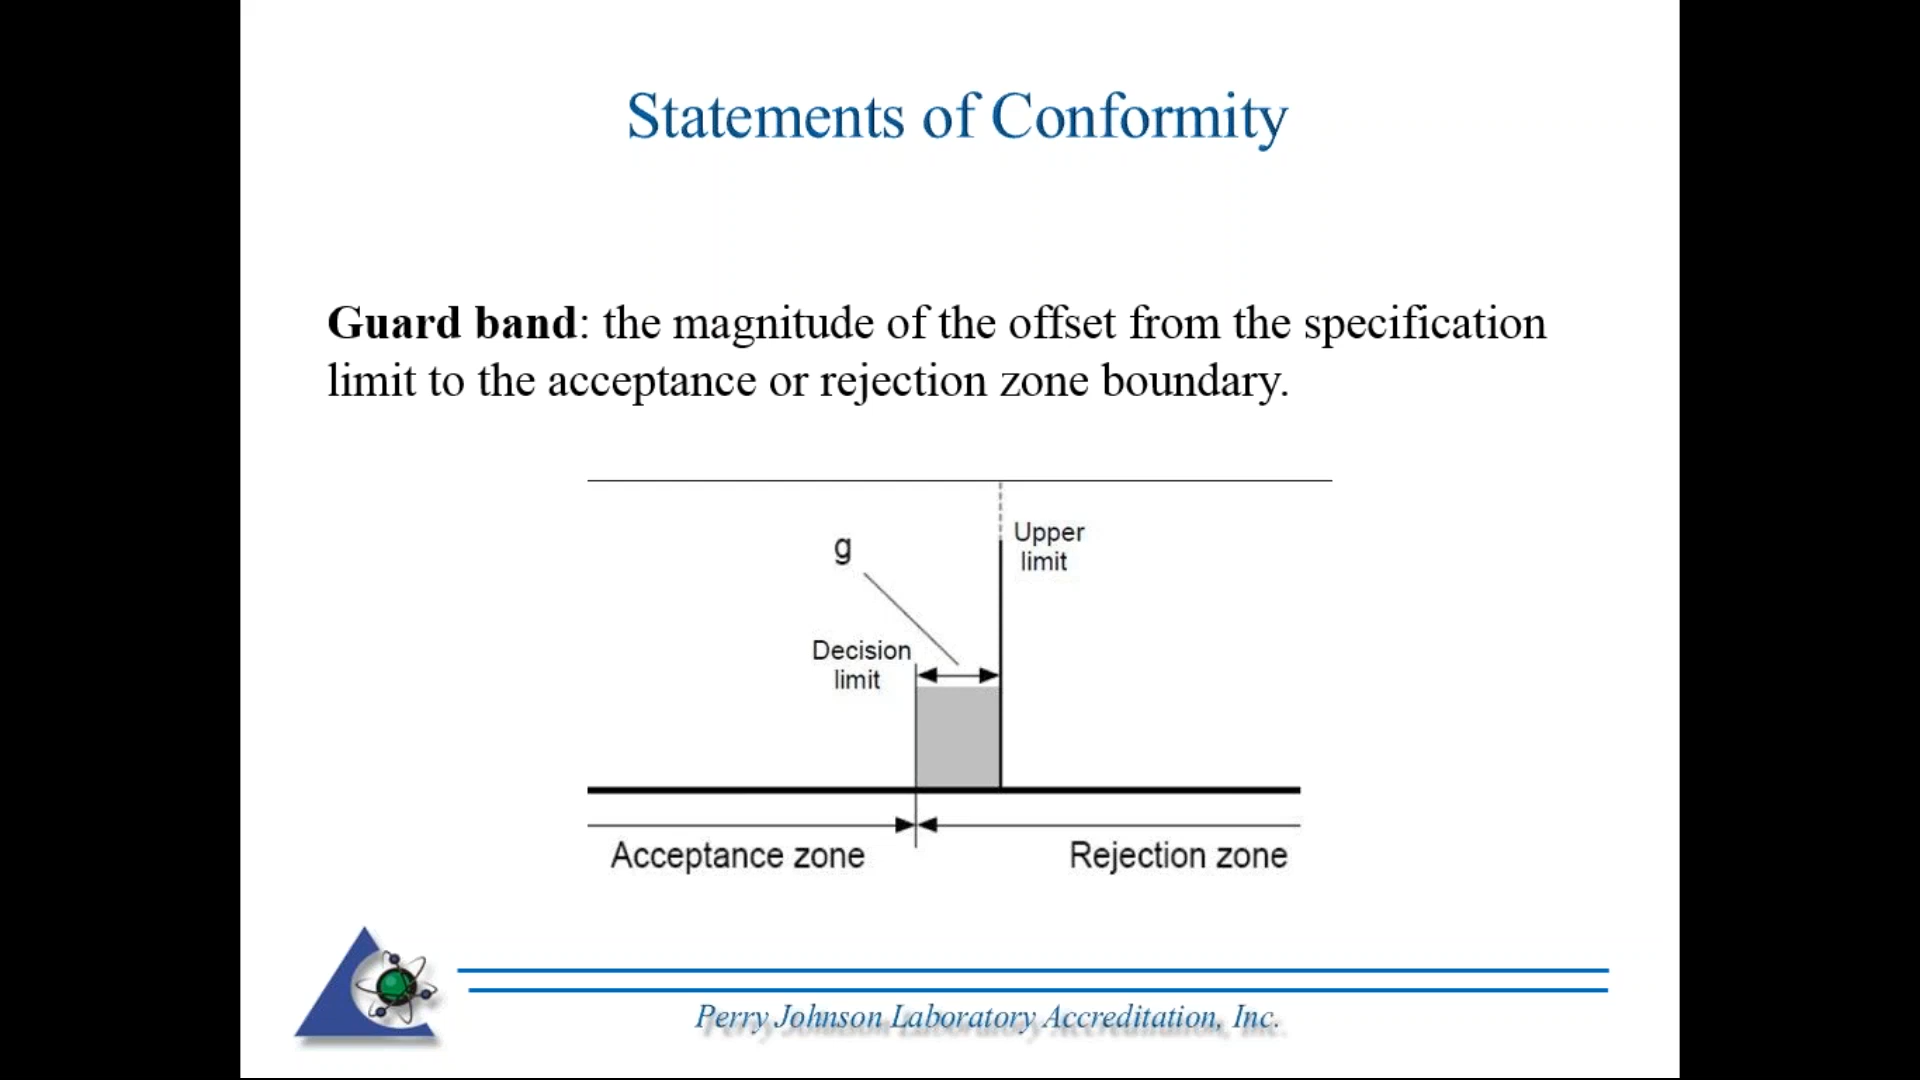 Statements of Conformity
Guard band: the magnitude of the offset from the specification
limit to the acceptance or rejection zone boundary.
g
Upper
limit
Decision
limit
Acceptance zone
Rejection zone
Perry Johnson Laboratory Accreditation, Inc.